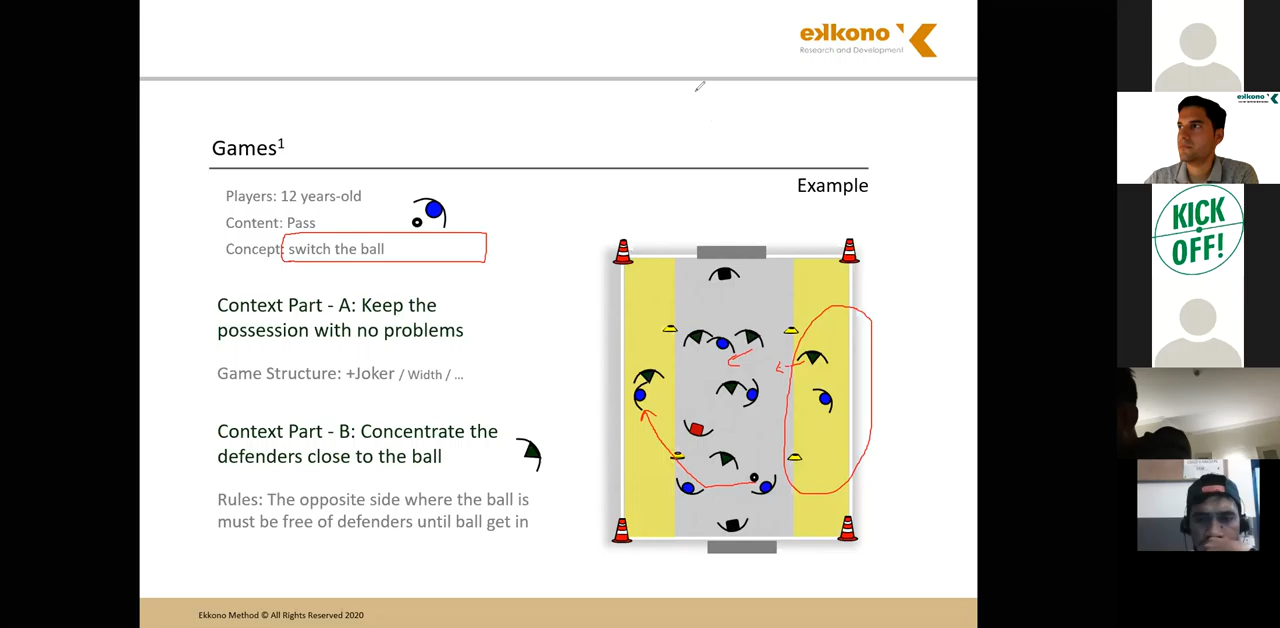 ekkono
Research and Development
Games1
Example
Players: 12 years-old
Content: Pass
Concept: switch the ball
Context Part - A: Keep the
possession with no problems
Game Structure: +Joker / Width / ...
Context Part - B: Concentrate the
defenders close to the ball
Rules: The opposite side where the ball is
must be free of defenders until ball get in
Ekkono Method © All Rights Reserved 2020
ekkono
KICK
OFF!